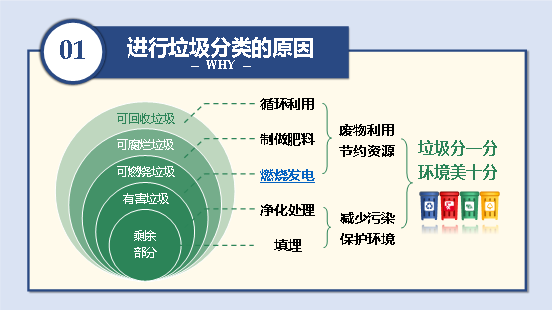 01
进行垃圾分类的原因
– WHY –
可回收垃圾
可腐烂垃圾
可燃烧垃圾
有害垃圾
剩余
部分
循环利用
制做肥料
燃烧发电
净化处理
填埋
废物利用
节约资源
减少污染
保护环境
垃圾分一分
环境美十分